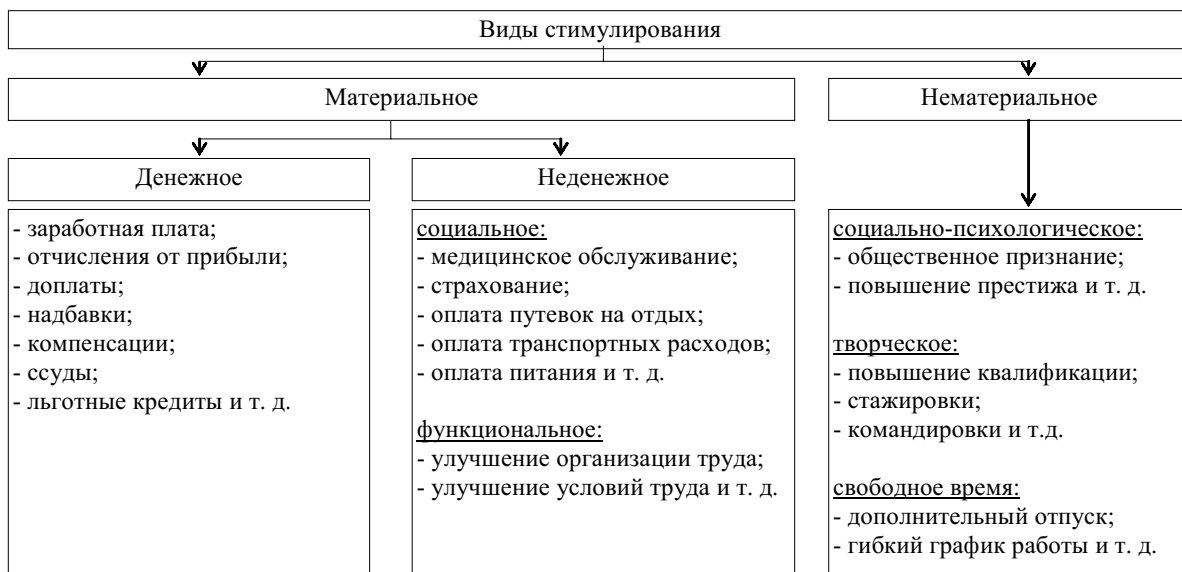 Виды стимулирования
Материальное
Нематериальное
Денежное
Неденежное
- заработная плата;
- отчисления от прибыли;
- доплаты;
- надбавки;
- компенсации;
- ссуды;
- льготные кредиты и т. д.
социальное:
- медицинское обслуживание;
- страхование;
- оплата путевок на отдых;
- оплата транспортных расходов;
- оплата питания и т. д.
функциональное:
- улучшение организации труда;
- улучшение условий труда и т. д.
социально-психологическое:
- общественное признание;
- повышение престижа и т. д.
творческое:
- повышение квалификации;
- стажировки;
- командировки и т.д.
свободное время:
- дополнительный отпуск;
- гибкий график работы и т. д.